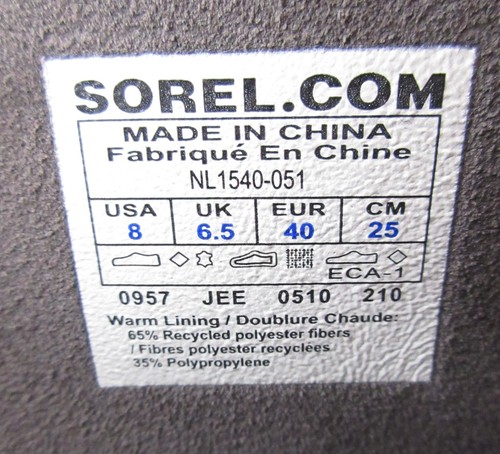 SOREL.COM
MADE IN CHINA
Fabriqué En Chine
NL1540-051
USA UK EUR CM
8 6.5 40 25
ECA-1
0957 JEE 0510 210
Warm Lining / Doublure Chaude:
65% Recycled polyester fibers
/ Fibres polyester recyclées
35% Polypropylene